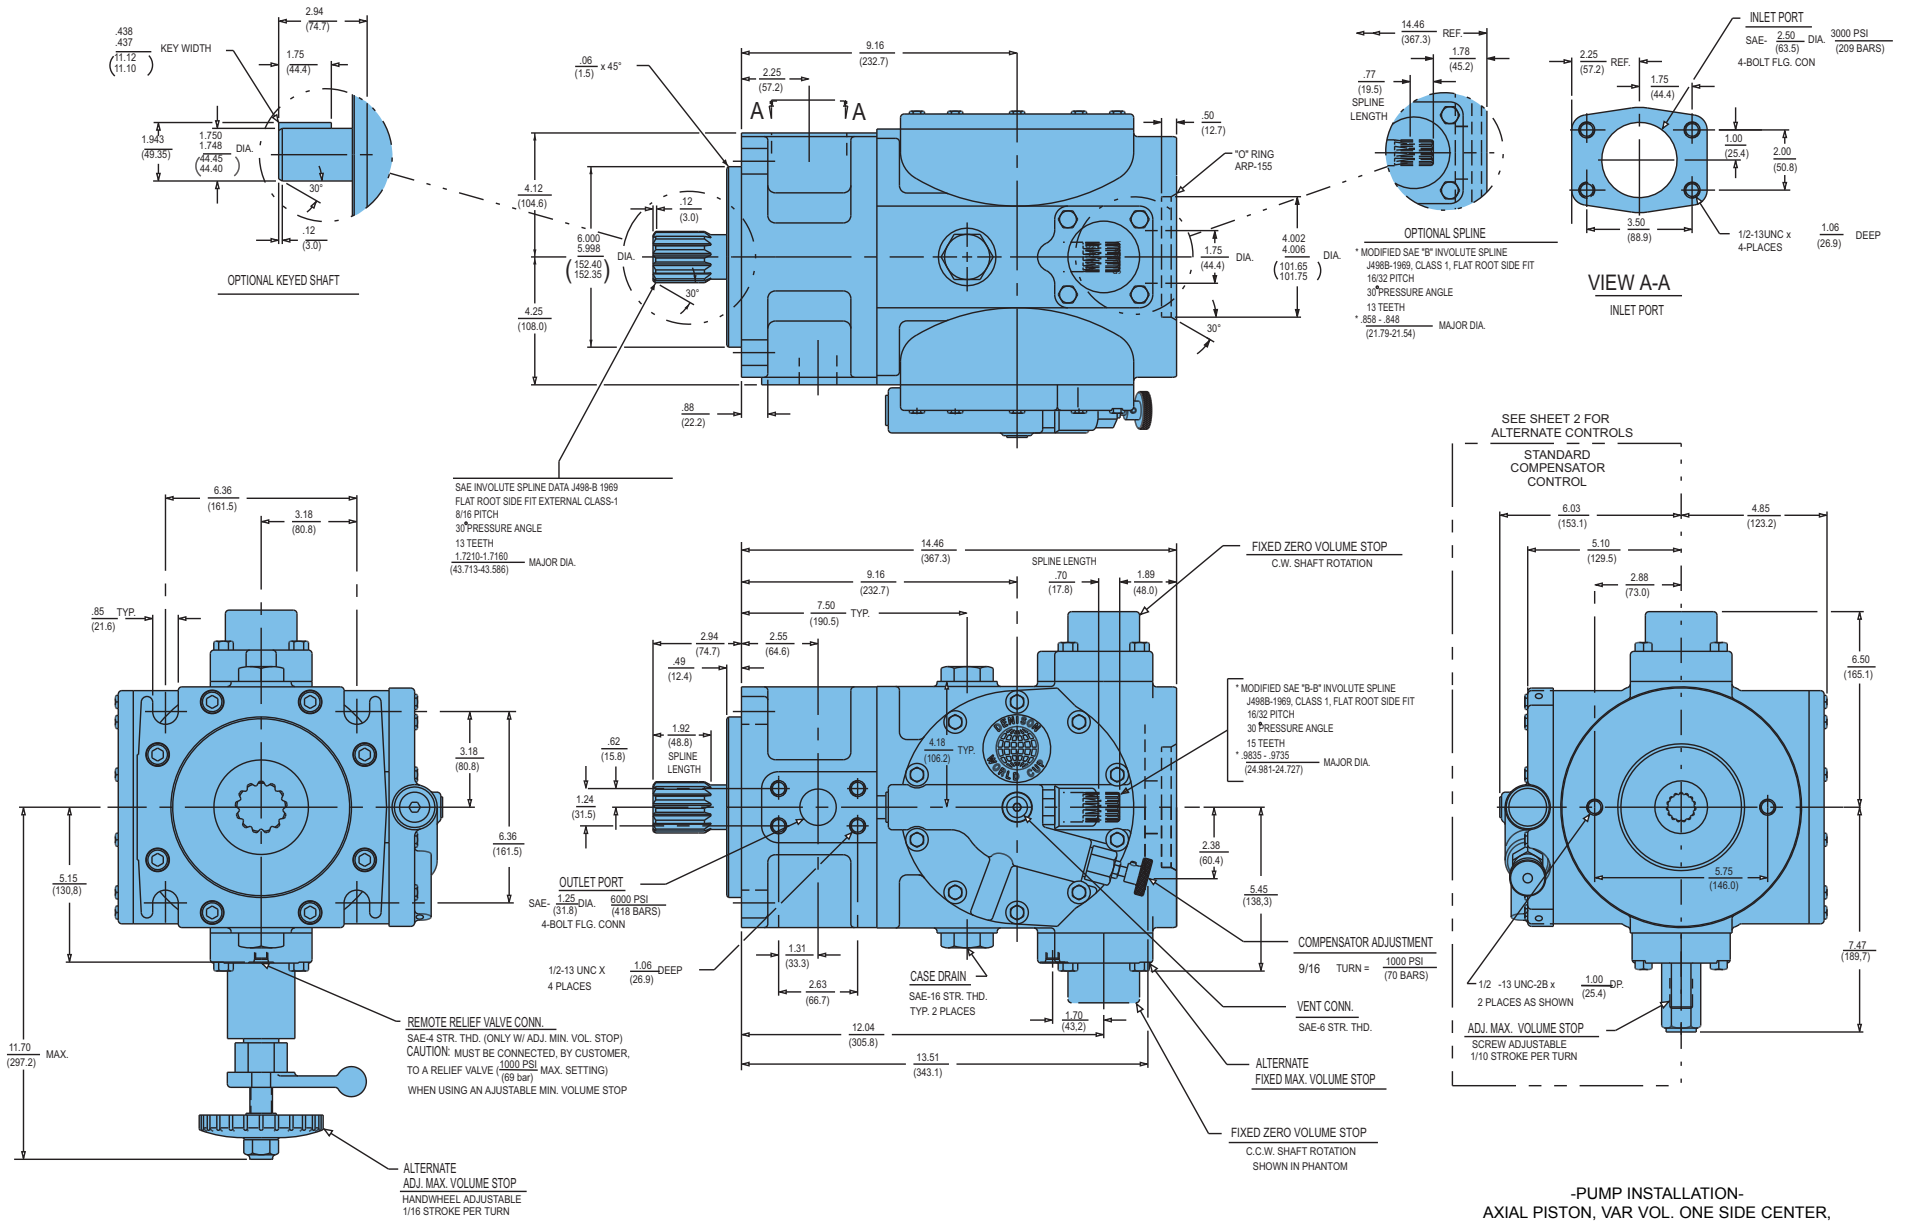 2.94
(74.7)
.438
.437
(11.12
11.10)
KEY WIDTH
1.75
(44.4)
1.943
(49.35)
1.750
1.748 DIA.
(44.45
44.40)
30°
.12
(3.0)
OPTIONAL KEYED SHAFT
9.16
(232.7)
.06
(1.5) x 45°
2.25
(57.2)
A A
.50
(12.7)
"O" RING
ARP-155
4.12
(104.6)
.12
(3.0)
6.000
5.998 DIA.
(152.40
152.35)
30°
4.25
(108.0)
.88
(22.2)
1.75 DIA.
(44.4)
4.002
4.006 DIA.
(101.65
101.75)
30°
14.46 REF.
(367.3)
1.78
(45.2)
.77
(19.5)
SPLINE
LENGTH
OPTIONAL SPLINE
* MODIFIED SAE "B" INVOLUTE SPLINE
J498B-1969, CLASS 1, FLAT ROOT SIDE FIT
16/32 PITCH
30°PRESSURE ANGLE
13 TEETH
* .858 - .848 MAJOR DIA.
(21.79-21.54)
INLET PORT
SAE- 2.50 DIA. 3000 PSI
(63.5) (209 BARS)
4-BOLT FLG. CON
2.25 REF.
(57.2)
1.75
(44.4)
1.00
(25.4)
2.00
(50.8)
3.50
(88.9)
1/2-13UNC x 1.06 DEEP
4-PLACES (26.9)
VIEW A-A
INLET PORT
SAE INVOLUTE SPLINE DATA J498-B 1969
FLAT ROOT SIDE FIT EXTERNAL CLASS-1
8/16 PITCH
30°PRESSURE ANGLE
13 TEETH
1.7210-1.7160 MAJOR DIA.
(43.713-43.586)
6.36
(161.5)
3.18
(80.8)
.85 TYP.
(21.6)
3.18
(80.8)
6.36
(161.5)
5.15
(130,8)
11.70 MAX.
(297.2)
REMOTE RELIEF VALVE CONN.
SAE-4 STR. THD. (ONLY W/ ADJ. MIN. VOL. STOP)
CAUTION: MUST BE CONNECTED, BY CUSTOMER,
TO A RELIEF VALVE (1000 PSI MAX. SETTING)
(69 bar)
WHEN USING AN AJUSTABLE MIN. VOLUME STOP
ALTERNATE
ADJ. MAX. VOLUME STOP
HANDWHEEL ADJUSTABLE
1/16 STROKE PER TURN
14.46
(367.3)
9.16
(232.7)
SPLINE LENGTH
.70
(17.8)
1.89
(48.0)
7.50 TYP.
(190.5)
2.94
(74.7)
2.55
(64.6)
.49
(12.4)
1.92
(48.8)
SPLINE
LENGTH
.62
(15.8)
1.24
(31.5)
4.18 TYP.
(106.2)
DENISON
WORLD CUP
FIXED ZERO VOLUME STOP
C.W. SHAFT ROTATION
* MODIFIED SAE "B-B" INVOLUTE SPLINE
J498B-1969, CLASS 1, FLAT ROOT SIDE FIT
16/32 PITCH
30°PRESSURE ANGLE
15 TEETH
* .9835 - .9735 MAJOR DIA.
(24.981-24.727)
2.38
(60.4)
5.45
(138,3)
OUTLET PORT
SAE- 1.25 DIA. 6000 PSI
(31.8) (418 BARS)
4-BOLT FLG. CONN
1/2-13 UNC X 1.06 DEEP
4 PLACES (26.9)
1.31
(33.3)
2.63
(66.7)
CASE DRAIN
SAE-16 STR. THD.
TYP. 2 PLACES
12.04
(305.8)
1.70
(43,2)
13.51
(343.1)
COMPENSATOR ADJUSTMENT
9/16 TURN = 1000 PSI
(70 BARS)
VENT CONN.
SAE-6 STR. THD.
ALTERNATE
FIXED MAX. VOLUME STOP
FIXED ZERO VOLUME STOP
C.C.W. SHAFT ROTATION
SHOWN IN PHANTOM
SEE SHEET 2 FOR
ALTERNATE CONTROLS
STANDARD
COMPENSATOR
CONTROL
6.03
(153.1)
4.85
(123.2)
5.10
(129.5)
2.88
(73.0)
6.50
(165.1)
5.75
(146.0)
7.47
(189,7)
1/2 -13 UNC-2B x 1.00 DP.
2 PLACES AS SHOWN (25.4)
ADJ. MAX. VOLUME STOP
SCREW ADJUSTABLE
1/10 STROKE PER TURN
-PUMP INSTALLATION-
AXIAL PISTON, VAR VOL. ONE SIDE CENTER,